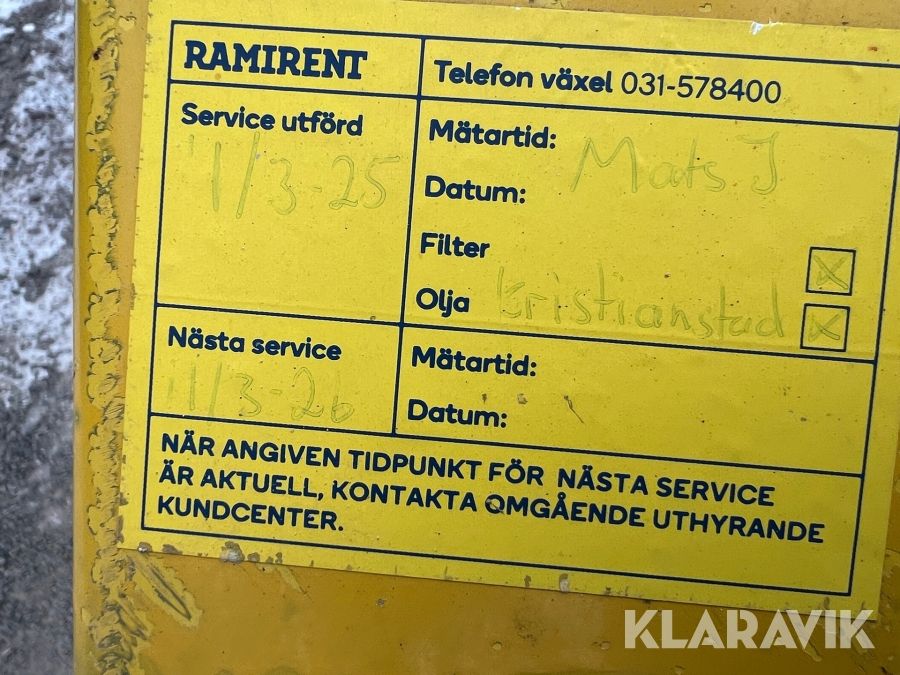 RAMIRENT
Telefon växel 031-578400
Service utförd
11/3-25
Mätartid:
Mats J
Datum:
Filter
X
Olja
Kristianstad
X
Nästa service
11/3-26
Mätartid:
Datum:
NÄR ANGIVEN TIDPUNKT FÖR NÄSTA SERVICE
ÄR AKTUELL, KONTAKTA OMGÅENDE UTHYRANDE
KUNDCENTER.
KLARAVIK